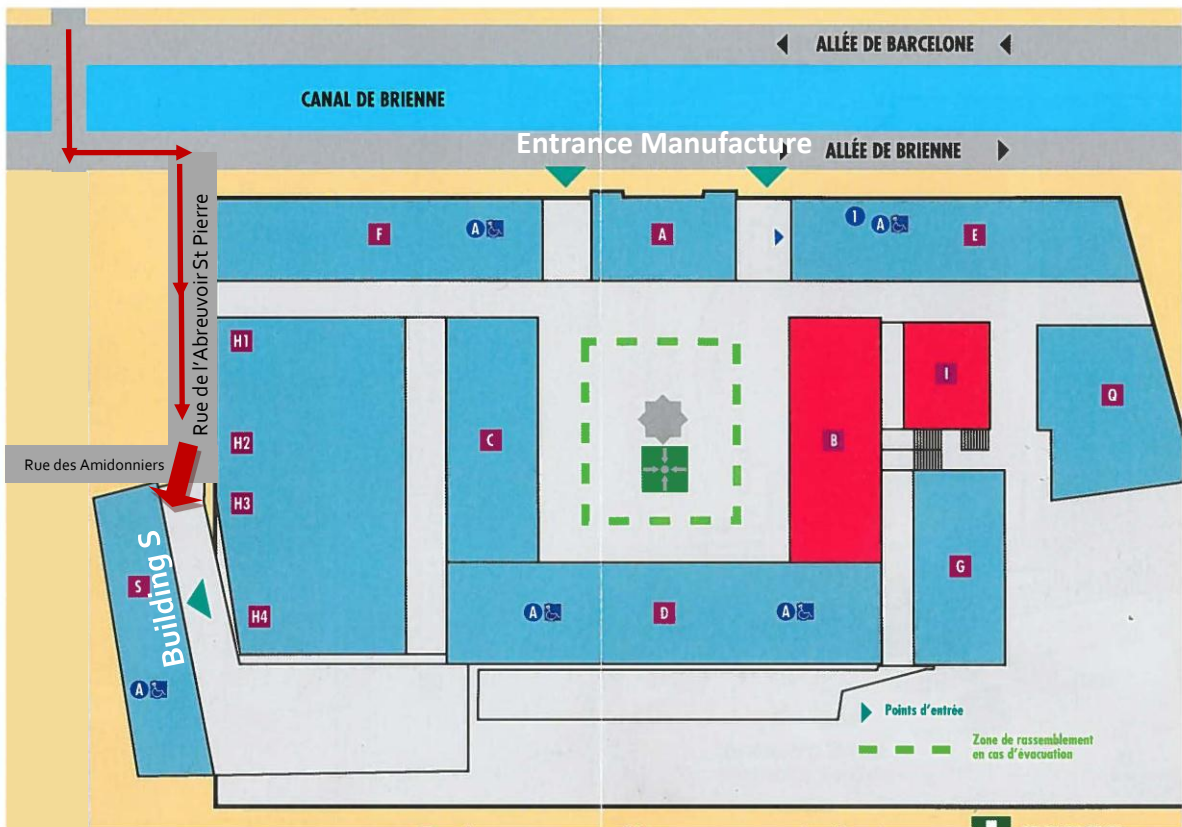 ALLÉE DE BARCELONE
CANAL DE BRIENNE
Entrance Manufacture
ALLÉE DE BRIENNE
Rue de l'Abreuvoir St Pierre
F
A
A
1
A
E
H1
I
Q
H2
C
B
Rue des Amidonniers
H3
G
S
Building S
H4
A
D
A
A
Points d'entrée
Zone de rassemblement
en cas d'évacuation